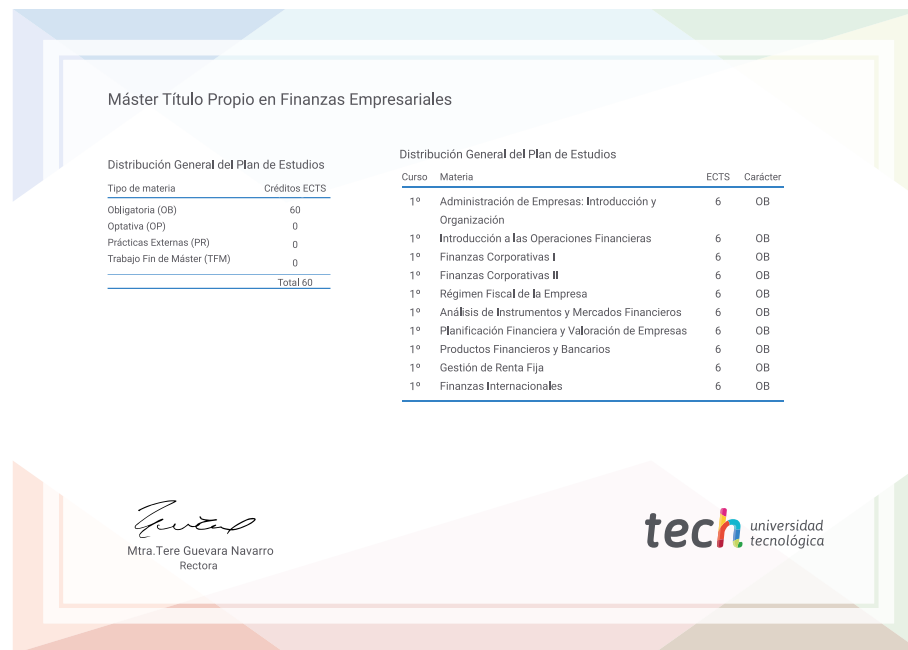 Máster Título Propio en Finanzas Empresariales
Distribución General del Plan de Estudios
Tipo de materia Créditos ECTS
Obligatoria (OB) 60
Optativa (OP) 0
Prácticas Externas (PR) 0
Trabajo Fin de Máster (TFM) 0
Total 60
Distribución General del Plan de Estudios
Curso Materia ECTS Carácter
1º Administración de Empresas: Introducción y 6 OB
Organización
1º Introducción a las Operaciones Financieras 6 OB
1º Finanzas Corporativas I 6 OB
1º Finanzas Corporativas II 6 OB
1º Régimen Fiscal de la Empresa 6 OB
1º Análisis de Instrumentos y Mercados Financieros 6 OB
1º Planificación Financiera y Valoración de Empresas 6 OB
1º Productos Financieros y Bancarios 6 OB
1º Gestión de Renta Fija 6 OB
1º Finanzas Internacionales 6 OB
Mtra.Tere Guevara Navarro
Rectora
tech universidad
tecnológica